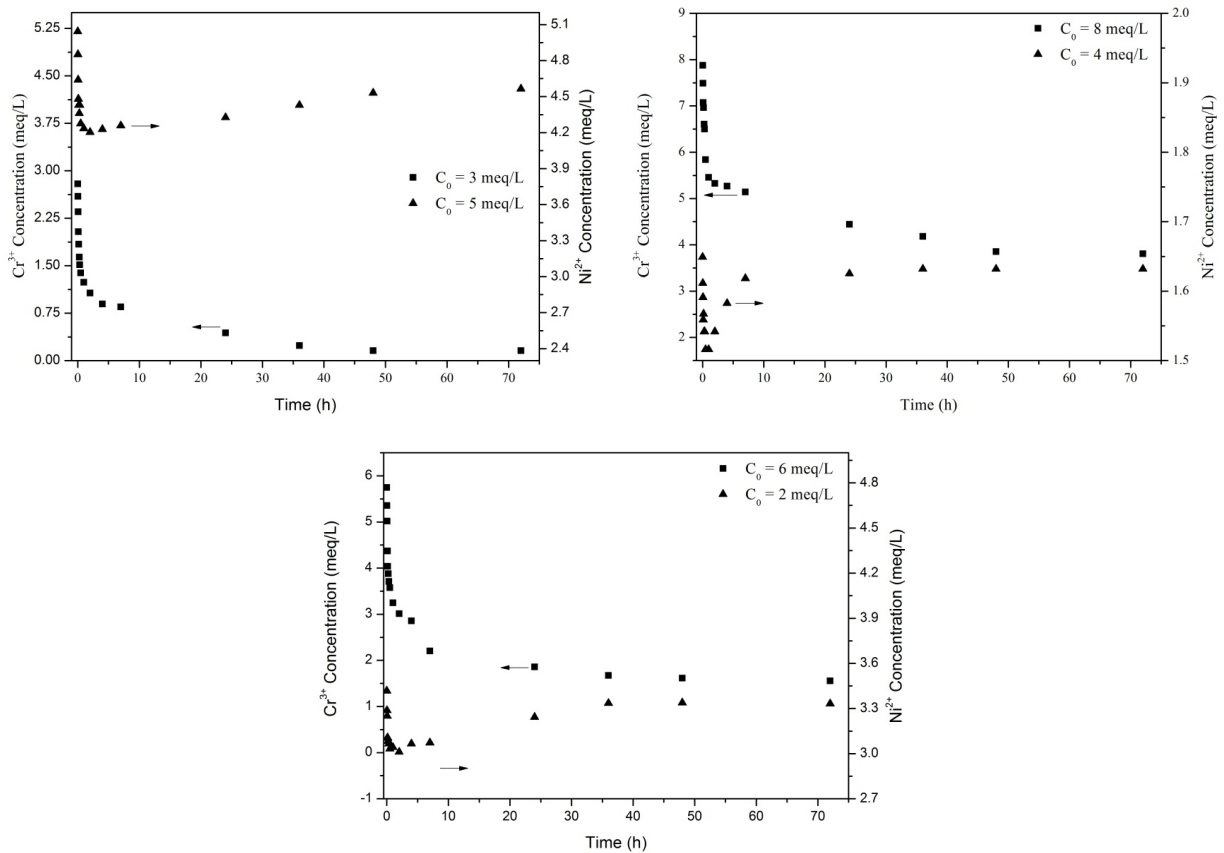 5.25
4.50
3.75
3.00
2.25
1.50
0.75
0.00
Cr³⁺ Concentration (meq/L)
0 10 20 30 40 50 60 70
Time (h)
C₀ = 3 meq/L
C₀ = 5 meq/L
5.1
4.8
4.5
4.2
3.9
3.6
3.3
3.0
2.7
2.4
Ni²⁺ Concentration (meq/L)
9
8
7
6
5
4
3
2
Cr³⁺ Concentration (meq/L)
0 10 20 30 40 50 60 70
Time (h)
C₀ = 8 meq/L
C₀ = 4 meq/L
2.0
1.9
1.8
1.7
1.6
1.5
Ni²⁺ Concentration (meq/L)
6
5
4
3
2
1
0
-1
Cr³⁺ Concentration (meq/L)
0 10 20 30 40 50 60 70
Time (h)
C₀ = 6 meq/L
C₀ = 2 meq/L
4.8
4.5
4.2
3.9
3.6
3.3
3.0
2.7
Ni²⁺ Concentration (meq/L)